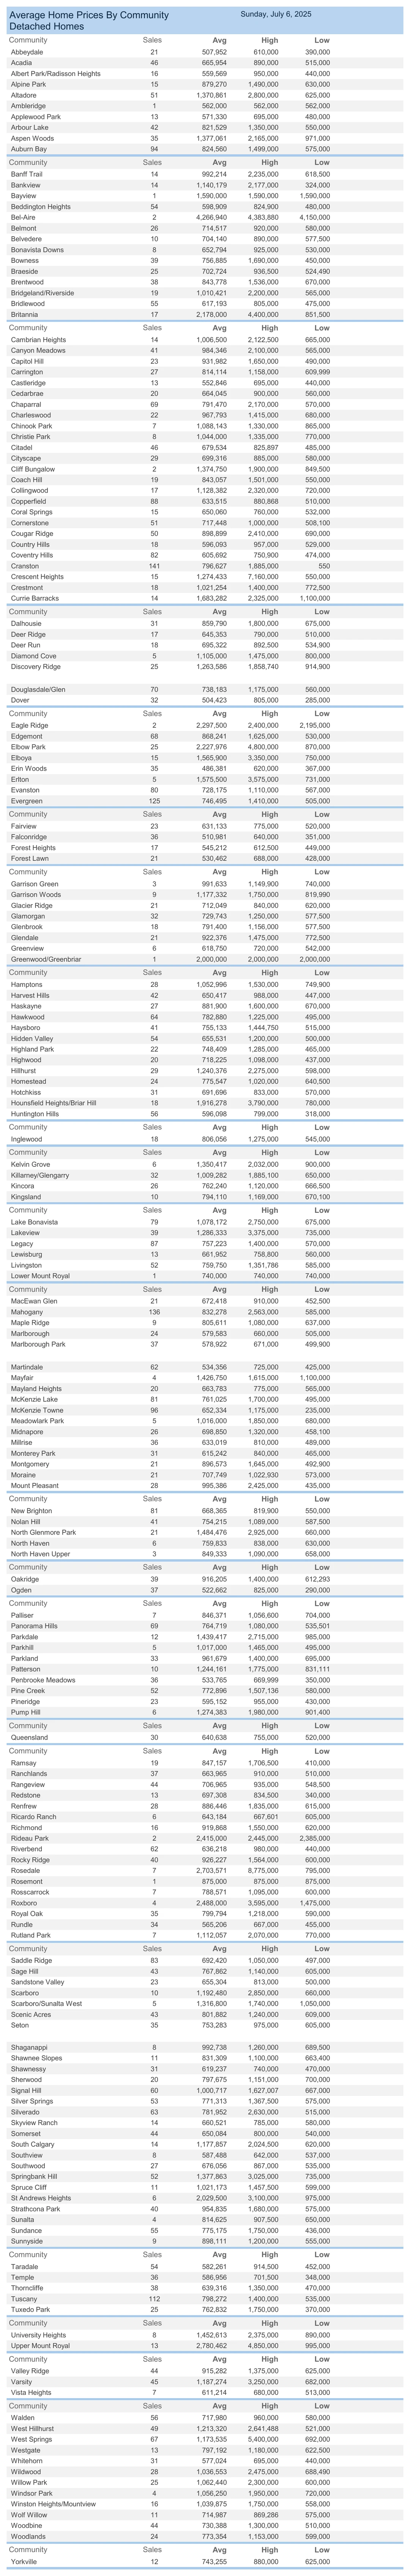 Average Home Prices By Community Sunday, July 6, 2025
Detached Homes
Community Sales Avg High Low
Abbeydale 21 507,952 610,000 390,000
Acadia 46 665,954 890,000 515,000
Albert Park/Radisson Heights 16 559,569 950,000 440,000
Alpine Park 15 879,270 1,490,000 630,000
Altadore 51 1,370,861 2,800,000 625,000
Ambleridge 1 562,000 562,000 562,000
Applewood Park 13 571,330 695,000 480,000
Arbour Lake 42 821,529 1,350,000 550,000
Aspen Woods 35 1,377,061 2,165,000 971,000
Auburn Bay 94 824,560 1,499,000 575,000
Community Sales Avg High Low
Banff Trail 14 992,214 2,235,000 618,500
Bankview 14 1,140,179 2,177,000 324,000
Bayview 1 1,590,000 1,590,000 1,590,000
Beddington Heights 54 598,909 824,900 480,000
Bel-Aire 2 4,266,940 4,383,880 4,150,000
Belmont 26 714,517 920,000 580,000
Belvedere 10 704,140 890,000 577,500
Bonavista Downs 8 652,794 925,000 530,000
Bowness 39 756,885 1,690,000 450,000
Braeside 25 702,724 936,500 524,490
Brentwood 38 843,778 1,536,000 670,000
Bridgeland/Riverside 19 1,010,421 2,200,000 565,000
Bridlewood 55 617,193 805,000 475,000
Britannia 17 2,178,000 4,400,000 851,500
Community Sales Avg High Low
Cambrian Heights 14 1,006,500 2,122,500 665,000
Canyon Meadows 41 984,346 2,100,000 565,000
Capitol Hill 23 931,982 1,650,000 490,000
Carrington 27 814,114 1,158,000 609,999
Castleridge 13 552,846 695,000 440,000
Cedarbrae 20 664,045 900,000 560,000
Chaparral 69 791,470 2,170,000 570,000
Charleswood 22 967,793 1,415,000 680,000
Chinook Park 7 1,088,143 1,330,000 865,000
Christie Park 8 1,044,000 1,335,000 770,000
Citadel 46 679,534 825,897 485,000
Cityscape 29 699,316 885,000 580,000
Cliff Bungalow 2 1,374,750 1,900,000 849,500
Coach Hill 19 843,057 1,501,000 550,000
Collingwood 17 1,128,382 2,320,000 720,000
Copperfield 88 633,515 880,868 510,000
Coral Springs 15 650,060 760,000 532,000
Cornerstone 51 717,448 1,000,000 508,100
Cougar Ridge 50 898,899 2,410,000 690,000
Country Hills 18 596,093 957,000 529,000
Coventry Hills 82 605,692 750,900 474,000
Cranston 141 796,627 1,885,000 550
Crescent Heights 15 1,274,433 7,160,000 550,000
Crestmont 18 1,021,254 1,400,000 772,500
Currie Barracks 14 1,683,282 2,325,000 1,100,000
Community Sales Avg High Low
Dalhousie 31 859,790 1,800,000 675,000
Deer Ridge 17 645,353 790,000 510,000
Deer Run 18 695,322 892,500 534,900
Diamond Cove 5 1,105,000 1,475,000 800,000
Discovery Ridge 25 1,263,586 1,858,740 914,900
Douglasdale/Glen 70 738,183 1,175,000 560,000
Dover 32 504,423 805,000 285,000
Community Sales Avg High Low
Eagle Ridge 2 2,297,500 2,400,000 2,195,000
Edgemont 68 868,241 1,625,000 530,000
Elbow Park 25 2,227,976 4,800,000 870,000
Elboya 15 1,565,900 3,350,000 750,000
Erin Woods 35 486,381 620,000 367,000
Erlton 5 1,575,500 3,575,000 731,000
Evanston 80 728,275 1,110,000 567,000
Evergreen 125 746,495 1,410,000 505,000
Community Sales Avg High Low
Fairview 23 631,133 775,000 520,000
Falconridge 36 510,981 640,000 351,000
Forest Heights 17 545,212 612,500 449,000
Forest Lawn 21 530,462 688,000 428,000
Community Sales Avg High Low
Garrison Green 3 991,633 1,149,900 740,000
Garrison Woods 9 1,177,332 1,750,000 819,990
Glacier Ridge 21 712,049 840,000 620,000
Glamorgan 32 729,743 1,250,000 577,500
Glenbrook 18 791,400 1,156,000 577,500
Glendale 21 922,376 1,475,000 772,500
Greenview 6 618,750 720,000 542,000
Greenwood/Greenbriar 1 2,000,000 2,000,000 2,000,000
Community Sales Avg High Low
Hamptons 28 1,052,996 1,530,000 749,900
Harvest Hills 42 650,417 988,000 447,000
Haskayne 27 881,900 1,600,000 670,000
Hawkwood 64 782,880 1,225,000 495,000
Haysboro 41 755,133 1,444,750 515,000
Hidden Valley 54 655,531 1,200,000 500,000
Highland Park 22 748,409 1,285,000 465,000
Highwood 20 718,225 1,098,000 437,000
Hillhurst 29 1,240,376 2,275,000 598,000
Homestead 24 775,547 1,020,000 640,500
Hotchkiss 31 691,696 833,000 570,000
Hounsfield Heights/Briar Hill 18 1,916,278 3,790,000 780,000
Huntington Hills 56 596,098 799,000 318,000
Community Sales Avg High Low
Inglewood 18 806,056 1,275,000 545,000
Community Sales Avg High Low
Kelvin Grove 6 1,350,417 2,032,000 900,000
Killarney/Glengarry 32 1,009,282 1,885,100 650,000
Kincora 26 762,240 1,120,000 666,500
Kingsland 10 794,110 1,169,000 670,100
Community Sales Avg High Low
Lake Bonavista 79 1,078,172 2,750,000 675,000
Lakeview 39 1,286,333 3,375,000 735,000
Legacy 87 757,223 1,400,000 570,000
Lewisburg 13 661,952 758,800 560,000
Livingston 52 759,750 1,351,786 585,000
Lower Mount Royal 1 740,000 740,000 740,000
Community Sales Avg High Low
MacEwan Glen 21 672,418 910,000 452,500
Mahogany 136 832,278 2,563,000 585,000
Maple Ridge 9 805,611 1,080,000 637,000
Marlborough 24 579,583 660,000 505,000
Marlborough Park 37 578,922 671,000 499,900
Martindale 62 534,356 725,000 425,000
Mayfair 4 1,426,750 1,615,000 1,100,000
Mayland Heights 20 663,783 775,000 565,000
McKenzie Lake 81 761,025 1,700,000 495,000
McKenzie Towne 96 652,334 1,175,000 235,000
Meadowlark Park 5 1,016,000 1,850,000 680,000
Midnapore 26 698,850 1,320,000 458,100
Millrise 36 633,019 810,000 489,000
Monterey Park 31 615,242 840,000 465,000
Montgomery 21 896,573 1,645,000 492,900
Moraine 21 707,749 1,022,930 573,000
Mount Pleasant 28 995,386 2,425,000 435,000
Community Sales Avg High Low
New Brighton 81 668,365 819,900 550,000
Nolan Hill 41 754,215 1,089,000 587,500
North Glenmore Park 21 1,484,476 2,925,000 660,000
North Haven 6 759,833 838,000 630,000
North Haven Upper 3 849,333 1,090,000 658,000
Community Sales Avg High Low
Oakridge 39 916,205 1,400,000 612,293
Ogden 37 522,662 825,000 290,000
Community Sales Avg High Low
Palliser 7 846,371 1,056,600 704,000
Panorama Hills 69 764,719 1,080,000 535,501
Parkdale 12 1,439,417 2,715,000 985,000
Parkhill 5 1,017,000 1,465,000 495,000
Parkland 33 961,679 1,400,000 695,000
Patterson 10 1,244,161 1,775,000 831,111
Penbrooke Meadows 36 533,765 669,999 350,000
Pine Creek 52 772,896 1,507,136 580,000
Pineridge 23 595,152 955,000 430,000
Pump Hill 6 1,274,383 1,980,000 901,400
Community Sales Avg High Low
Queensland 30 640,638 755,000 520,000
Community Sales Avg High Low
Ramsay 19 847,157 1,706,500 410,000
Ranchlands 37 663,965 910,000 510,000
Rangeview 44 706,965 935,000 548,500
Redstone 13 697,308 834,500 340,000
Renfrew 28 886,446 1,835,000 615,000
Ricardo Ranch 6 643,184 667,601 605,000
Richmond 16 919,868 1,550,000 620,000
Rideau Park 2 2,415,000 2,445,000 2,385,000
Riverbend 62 636,218 980,000 440,000
Rocky Ridge 40 926,227 1,564,000 600,000
Rosedale 7 2,703,571 8,775,000 795,000
Rosemont 1 875,000 875,000 875,000
Rosscarrock 7 788,571 1,095,000 600,000
Roxboro 4 2,488,000 3,595,000 1,475,000
Royal Oak 35 799,794 1,218,000 590,000
Rundle 34 565,206 667,000 455,000
Rutland Park 7 1,112,057 2,070,000 770,000
Community Sales Avg High Low
Saddle Ridge 83 692,420 1,050,000 497,000
Sage Hill 43 767,862 1,140,000 605,000
Sandstone Valley 23 655,304 813,000 500,000
Scarboro 10 1,192,480 2,850,000 660,000
Scarboro/Sunalta West 5 1,316,800 1,740,000 1,050,000
Scenic Acres 43 801,882 1,240,000 609,000
Seton 35 753,283 975,000 605,000
Shaganappi 8 992,738 1,260,000 689,500
Shawnee Slopes 11 831,309 1,100,000 663,400
Shawnessy 31 619,237 740,000 470,000
Sherwood 20 797,675 1,151,000 700,000
Signal Hill 60 1,000,717 1,627,007 667,000
Silver Springs 53 771,313 1,367,500 575,000
Silverado 63 781,952 2,630,000 515,000
Skyview Ranch 14 660,521 785,000 580,000
Somerset 44 650,084 800,000 540,000
South Calgary 14 1,177,857 2,024,500 620,000
Southview 8 587,488 642,000 537,000
Southwood 27 676,056 867,000 535,000
Springbank Hill 52 1,377,863 3,025,000 735,000
Spruce Cliff 11 1,021,173 1,457,500 599,000
St Andrews Heights 6 2,029,500 3,100,000 975,000
Strathcona Park 40 954,835 1,680,000 575,000
Sunalta 4 814,625 907,500 650,000
Sundance 55 775,175 1,750,000 436,000
Sunnyside 9 898,111 1,200,000 555,000
Community Sales Avg High Low
Taradale 54 582,261 914,500 452,000
Temple 36 586,956 701,500 348,000
Thorncliffe 38 639,316 1,350,000 470,000
Tuscany 112 798,272 1,400,000 535,000
Tuxedo Park 25 762,832 1,750,000 370,000
Community Sales Avg High Low
University Heights 8 1,452,613 2,375,000 890,000
Upper Mount Royal 13 2,780,462 4,850,000 995,000
Community Sales Avg High Low
Valley Ridge 44 915,282 1,375,000 625,000
Varsity 45 1,187,274 3,250,000 682,000
Vista Heights 7 611,214 680,000 513,000
Community Sales Avg High Low
Walden 56 717,980 960,000 580,000
West Hillhurst 49 1,213,320 2,641,488 521,000
West Springs 67 1,173,535 5,400,000 692,000
Westgate 13 797,192 1,180,000 622,500
Whitehorn 31 577,024 695,000 440,000
Wildwood 28 1,036,553 2,475,000 688,490
Willow Park 25 1,062,440 2,300,000 600,000
Windsor Park 4 1,056,250 1,950,000 720,000
Winston Heights/Mountview 16 1,039,875 1,750,000 558,000
Wolf Willow 11 714,987 869,286 575,000
Woodbine 44 730,388 1,300,000 510,000
Woodlands 24 773,354 1,153,000 599,000
Community Sales Avg High Low
Yorkville 12 743,255 880,000 625,000